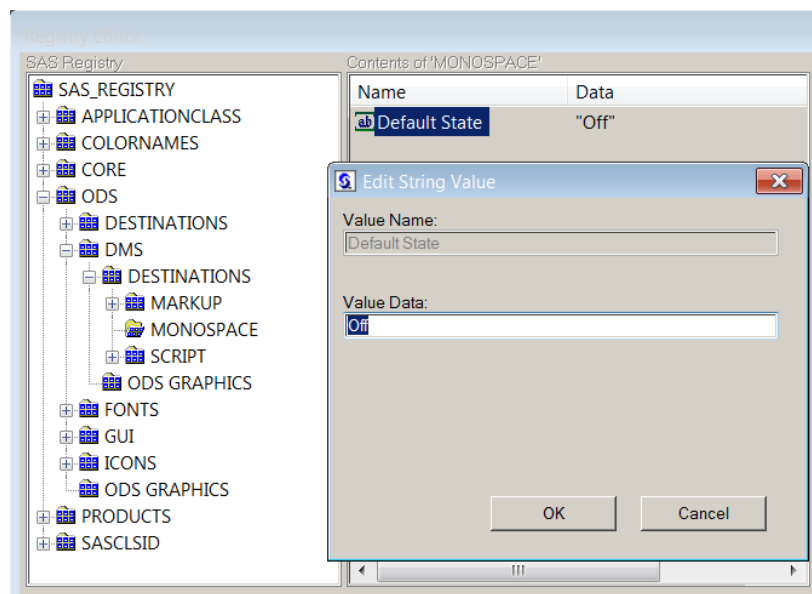 Registry Editor
SAS Registry
Contents of 'MONOSPACE'
SAS_REGISTRY
APPLICATIONCLASS
COLORNAMES
CORE
ODS
DESTINATIONS
DMS
DESTINATIONS
MARKUP
MONOSPACE
SCRIPT
ODS GRAPHICS
FONTS
GUI
ICONS
ODS GRAPHICS
PRODUCTS
SASCLSID
Name Data
ab Default State "Off"
Edit String Value
Value Name:
Default State
Value Data:
Off
OK Cancel